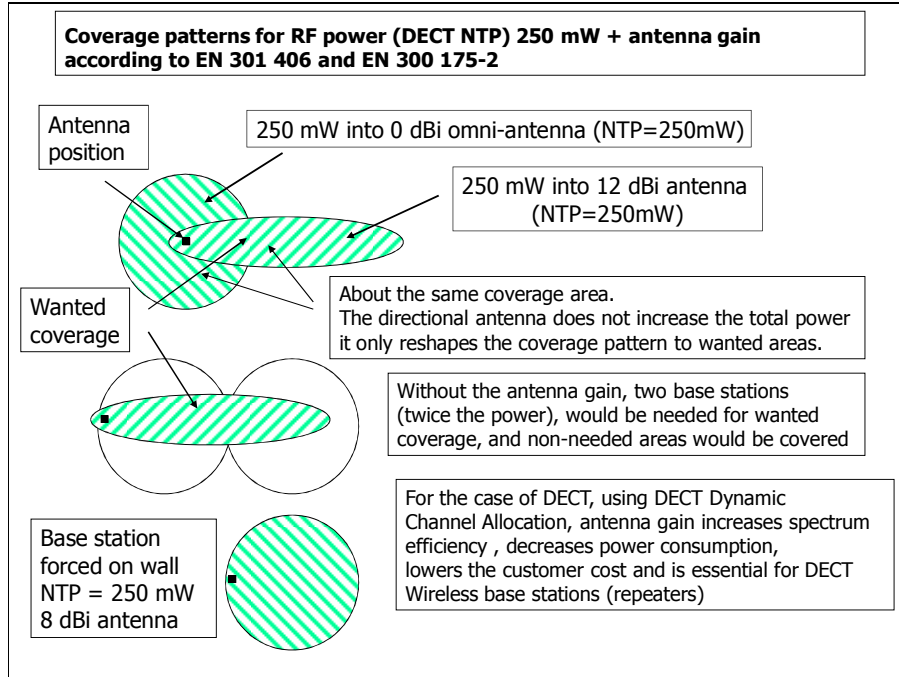 Coverage patterns for RF power (DECT NTP) 250 mW + antenna gain
according to EN 301 406 and EN 300 175-2
Antenna
position
250 mW into 0 dBi omni-antenna (NTP=250mW)
250 mW into 12 dBi antenna
(NTP=250mW)
Wanted
coverage
About the same coverage area.
The directional antenna does not increase the total power
it only reshapes the coverage pattern to wanted areas.
Without the antenna gain, two base stations
(twice the power), would be needed for wanted
coverage, and non-needed areas would be covered
Base station
forced on wall
NTP = 250 mW
8 dBi antenna
For the case of DECT, using DECT Dynamic
Channel Allocation, antenna gain increases spectrum
efficiency , decreases power consumption,
lowers the customer cost and is essential for DECT
Wireless base stations (repeaters)